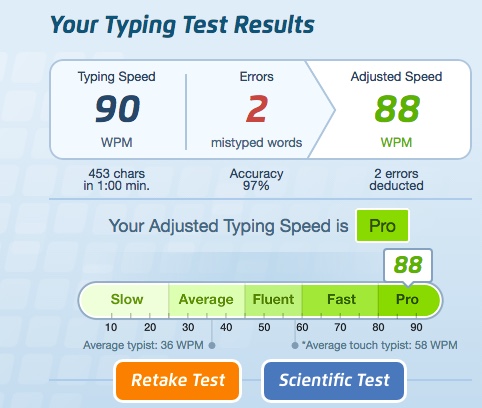 Your Typing Test Results
Typing Speed Errors Adjusted Speed
90 2 88
WPM mistyped words WPM
453 chars Accuracy 2 errors
in 1:00 min. 97% deducted
Your Adjusted Typing Speed is Pro
88
Slow Average Fluent Fast Pro
10 20 30 40 50 60 70 80 90
Average typist: 36 WPM *Average touch typist: 58 WPM
Retake Test Scientific Test